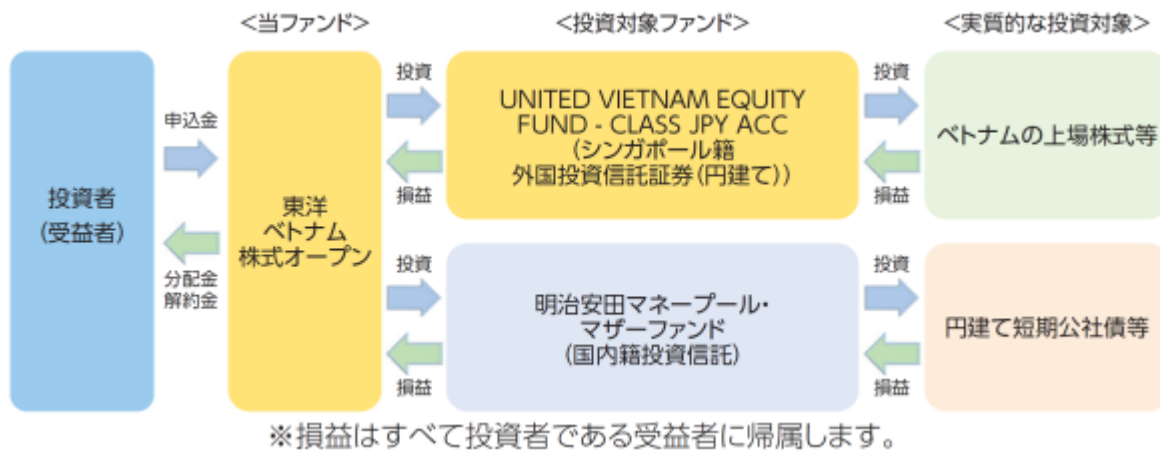 <当ファンド>
<投資対象ファンド>
<実質的な投資対象>
投資者
(受益者)
申込金
分配金
解約金
東洋
ベトナム
株式オープン
投資
損益
UNITED VIETNAM EQUITY
FUND - CLASS JPY ACC
(シンガポール籍
外国投資信託証券(円建て))
投資
損益
ベトナムの上場株式等
投資
損益
明治安田マネープール・
マザーファンド
(国内籍投資信託)
投資
損益
円建て短期公社債等
※損益はすべて投資者である受益者に帰属します。